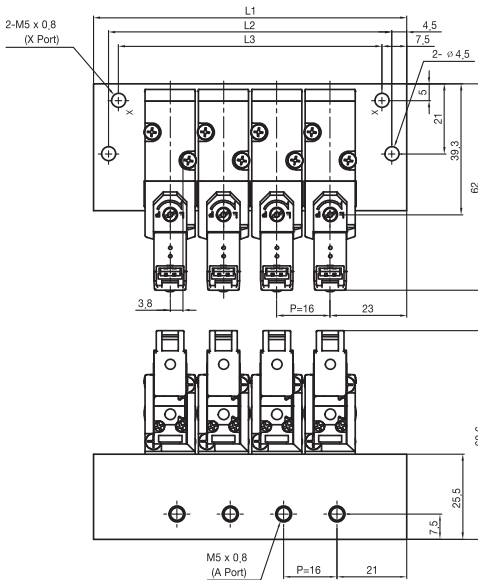 L1
2-M5 x 0,8
(X Port)
L2
4,5
L3
7,5
2- ø 4,5
X
X
5
21
39,3
62
3,8
P=16
23
25,5
7,5
M5 x 0,8
(A Port)
P=16
21